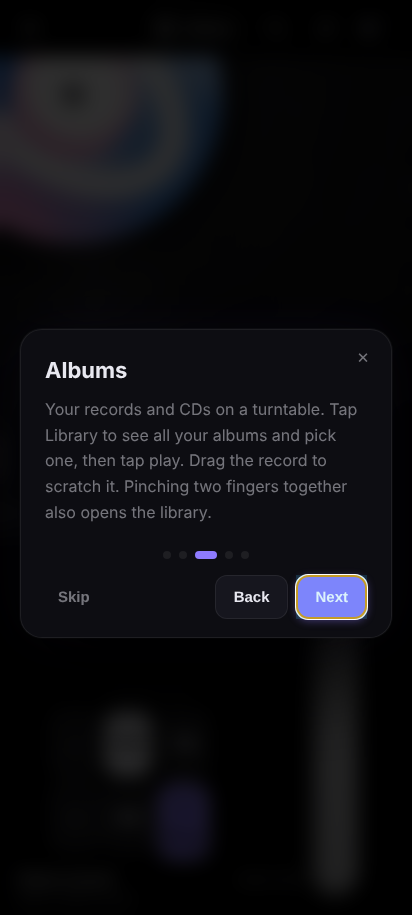 Albums
Your records and CDs on a turntable. Tap
Library to see all your albums and pick
one, then tap play. Drag the record to
scratch it. Pinching two fingers together
also opens the library.
Skip
Back
Next